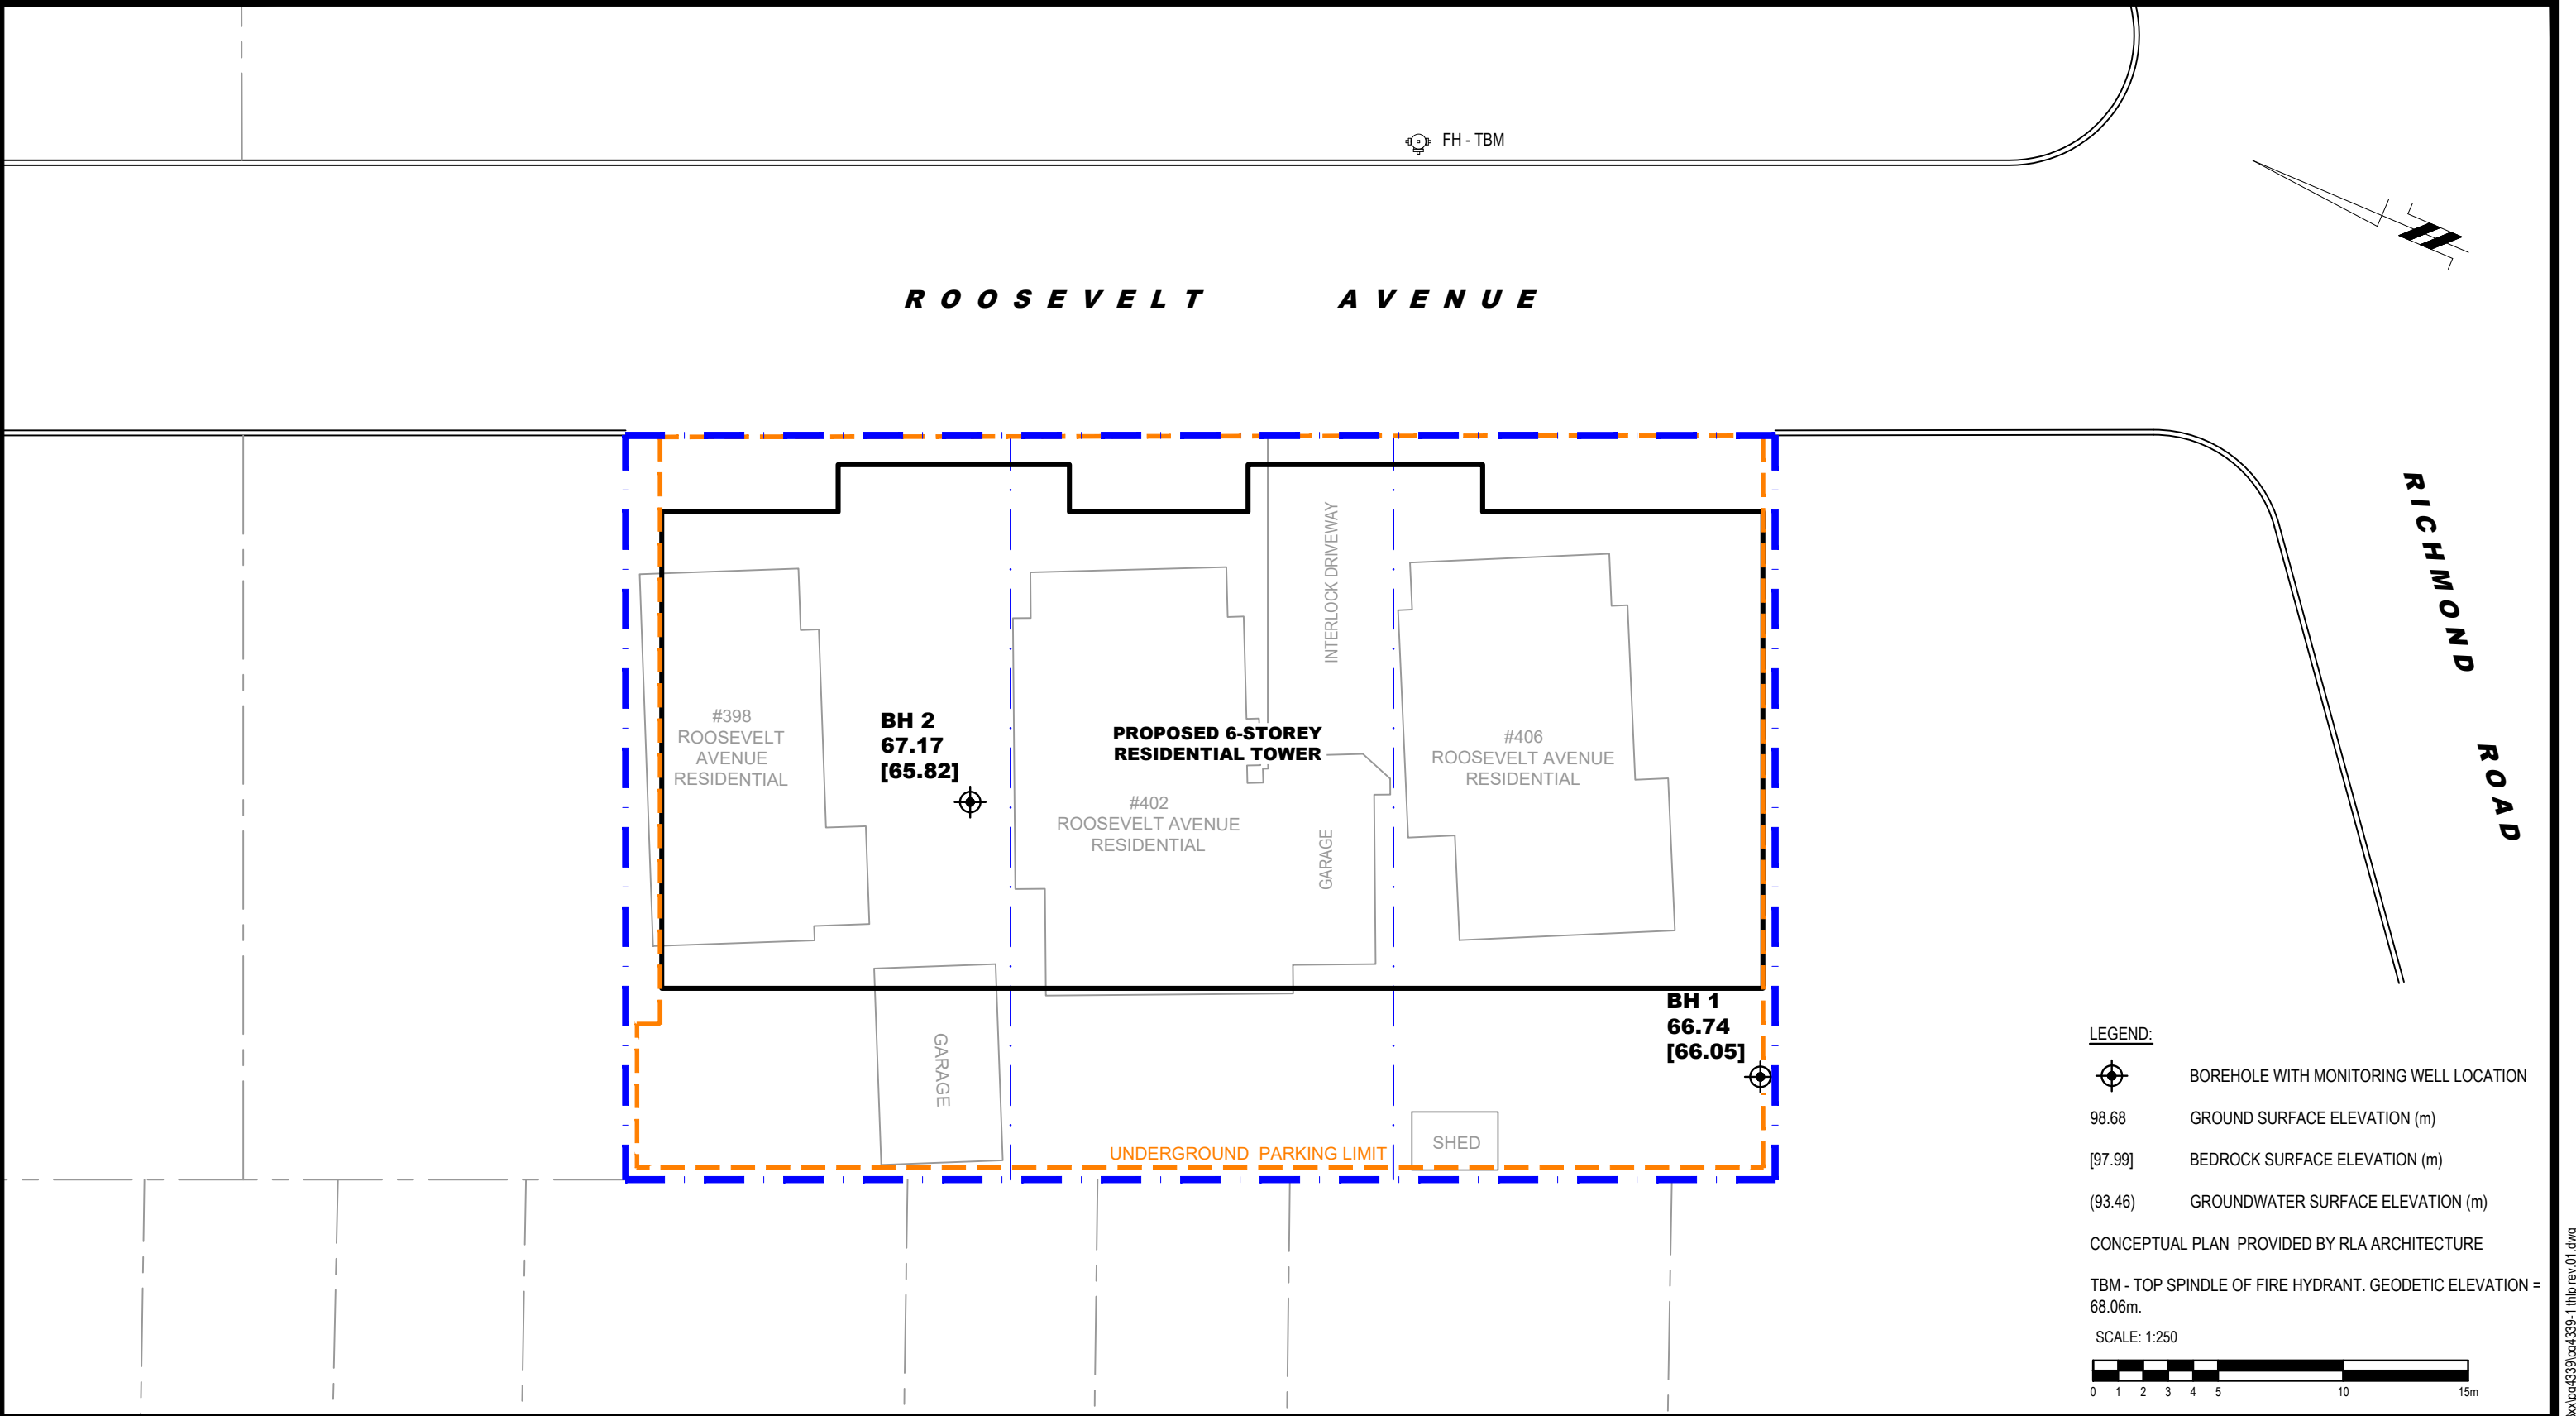 FH - TBM
ROOSEVELT AVENUE
RICHMOND ROAD
INTERLOCK DRIVEWAY
#398
ROOSEVELT
AVENUE
RESIDENTIAL
BH 2
67.17
[65.82]
PROPOSED 6-STOREY
RESIDENTIAL TOWER
#402
ROOSEVELT AVENUE
RESIDENTIAL
GARAGE
#406
ROOSEVELT AVENUE
RESIDENTIAL
BH 1
66.74
[66.05]
GARAGE
UNDERGROUND PARKING LIMIT
SHED
LEGEND:
BOREHOLE WITH MONITORING WELL LOCATION
98.68 GROUND SURFACE ELEVATION (m)
[97.99] BEDROCK SURFACE ELEVATION (m)
(93.46) GROUNDWATER SURFACE ELEVATION (m)
CONCEPTUAL PLAN PROVIDED BY RLA ARCHITECTURE
TBM - TOP SPINDLE OF FIRE HYDRANT. GEODETIC ELEVATION =
68.06m.
SCALE: 1:250
0 1 2 3 4 5 10 15m